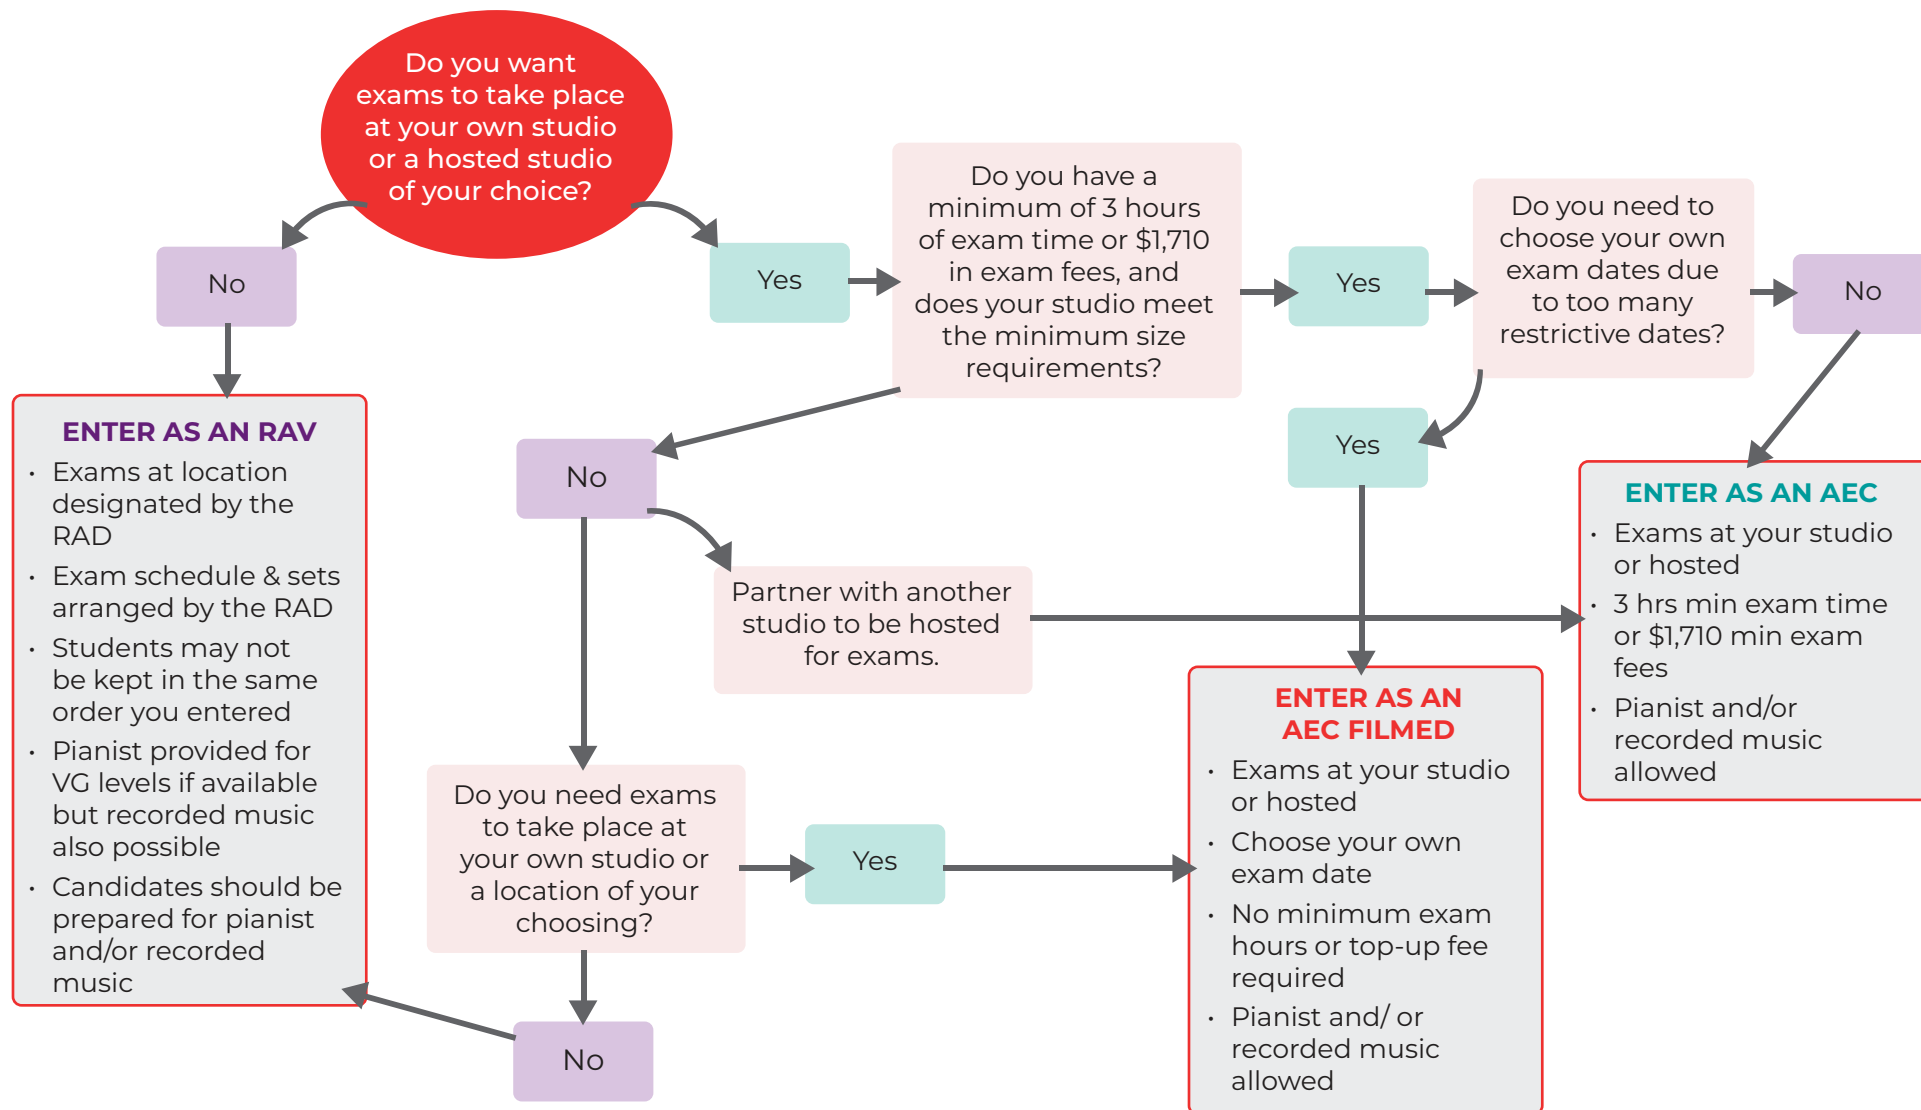 Do you want
exams to take place
at your own studio
or a hosted studio
of your choice?
No
Yes
Do you have a
minimum of 3 hours
of exam time or $1,710
in exam fees, and
does your studio meet
the minimum size
requirements?
Yes
Do you need to
choose your own
exam dates due
to too many
restrictive dates?
No
ENTER AS AN RAV
· Exams at location
designated by the
RAD
· Exam schedule & sets
arranged by the RAD
· Students may not
be kept in the same
order you entered
· Pianist provided for
VG levels if available
but recorded music
also possible
· Candidates should be
prepared for pianist
and/or recorded
music
No
Partner with another
studio to be hosted
for exams.
Yes
ENTER AS AN AEC
· Exams at your studio
or hosted
· 3 hrs min exam time
or $1,710 min exam
fees
· Pianist and/or
recorded music
allowed
Do you need exams
to take place at
your own studio or
a location of your
choosing?
Yes
No
ENTER AS AN
AEC FILMED
· Exams at your studio
or hosted
· Choose your own
exam date
· No minimum exam
hours or top-up fee
required
· Pianist and/ or
recorded music
allowed